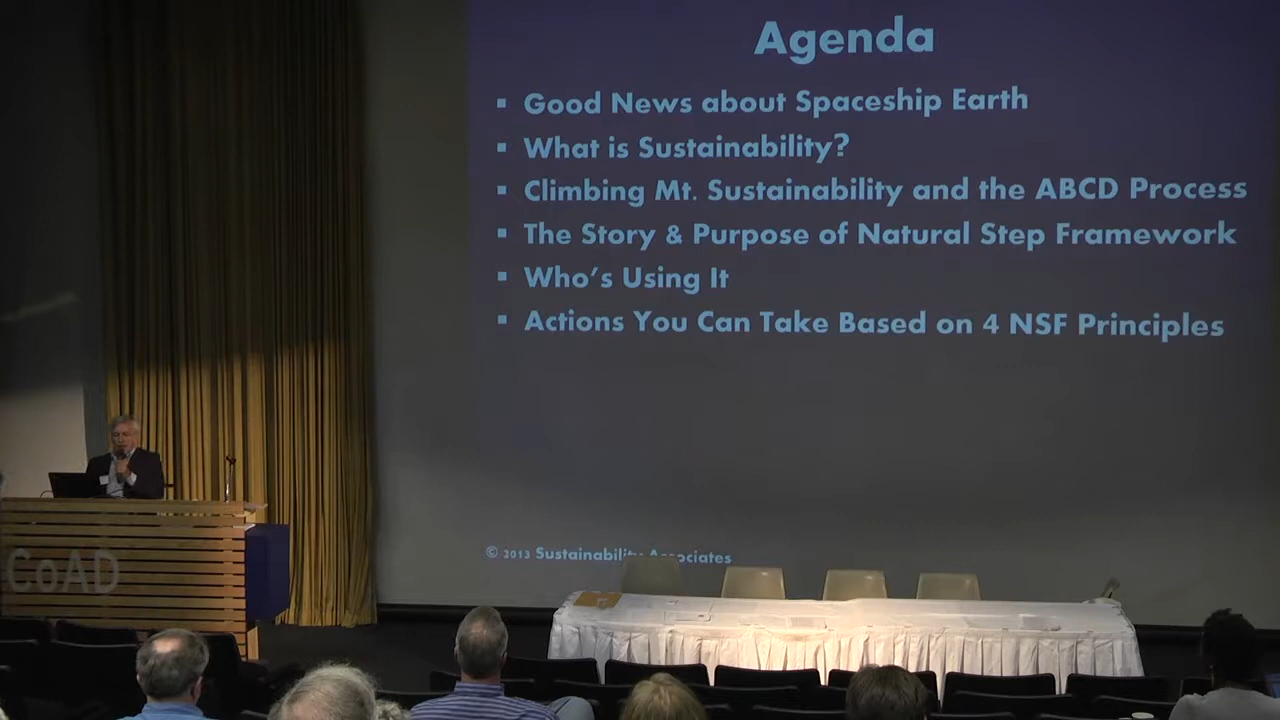 Agenda
▪ Good News about Spaceship Earth
▪ What is Sustainability?
▪ Climbing Mt. Sustainability and the ABCD Process
▪ The Story & Purpose of Natural Step Framework
▪ Who's Using It
▪ Actions You Can Take Based on 4 NSF Principles
© 2013 Sustainability Associates
CoAD